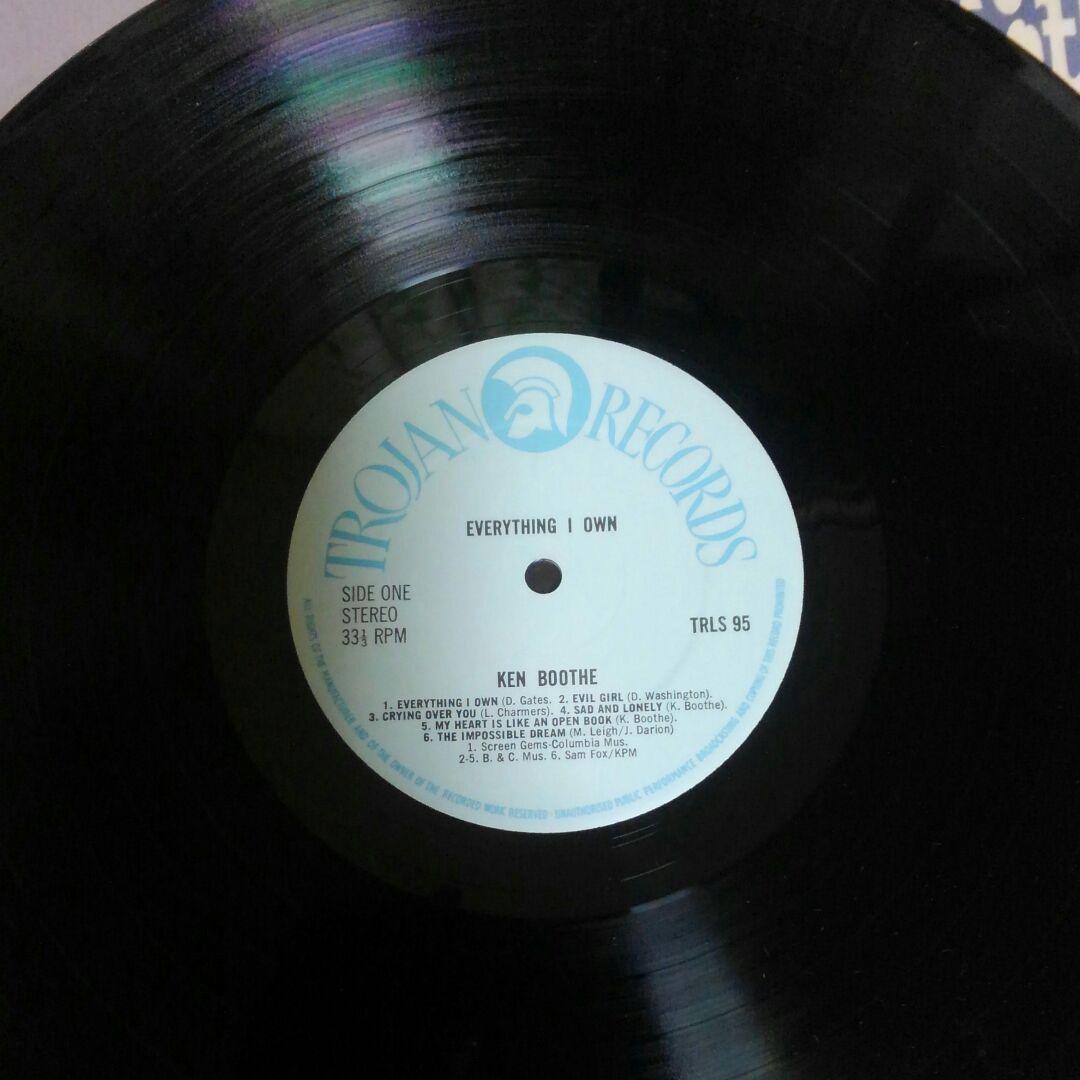 TROJAN RECORDS
EVERYTHING I OWN
SIDE ONE
STEREO
33⅓ RPM
TRLS 95
KEN BOOTHE
1. EVERYTHING I OWN (D. Gates. 2. EVIL GIRL (D. Washington).
3. CRYING OVER YOU (L. Charmers). 4. SAD AND LONELY (K. Boothe).
5. MY HEART IS LIKE AN OPEN BOOK (K. Boothe).
6. THE IMPOSSIBLE DREAM (M. Leigh/J. Darion)
1. Screen Gems-Columbia Mus.
2-5. B. & C. Mus. 6. Sam Fox/KPM
ALL RIGHTS OF THE MANUFACTURER AND OF THE OWNER OF THE RECORDED WORK RESERVED · UNAUTHORISED PUBLIC PERFORMANCE BROADCASTING AND COPYING OF THIS RECORD PROHIBITED